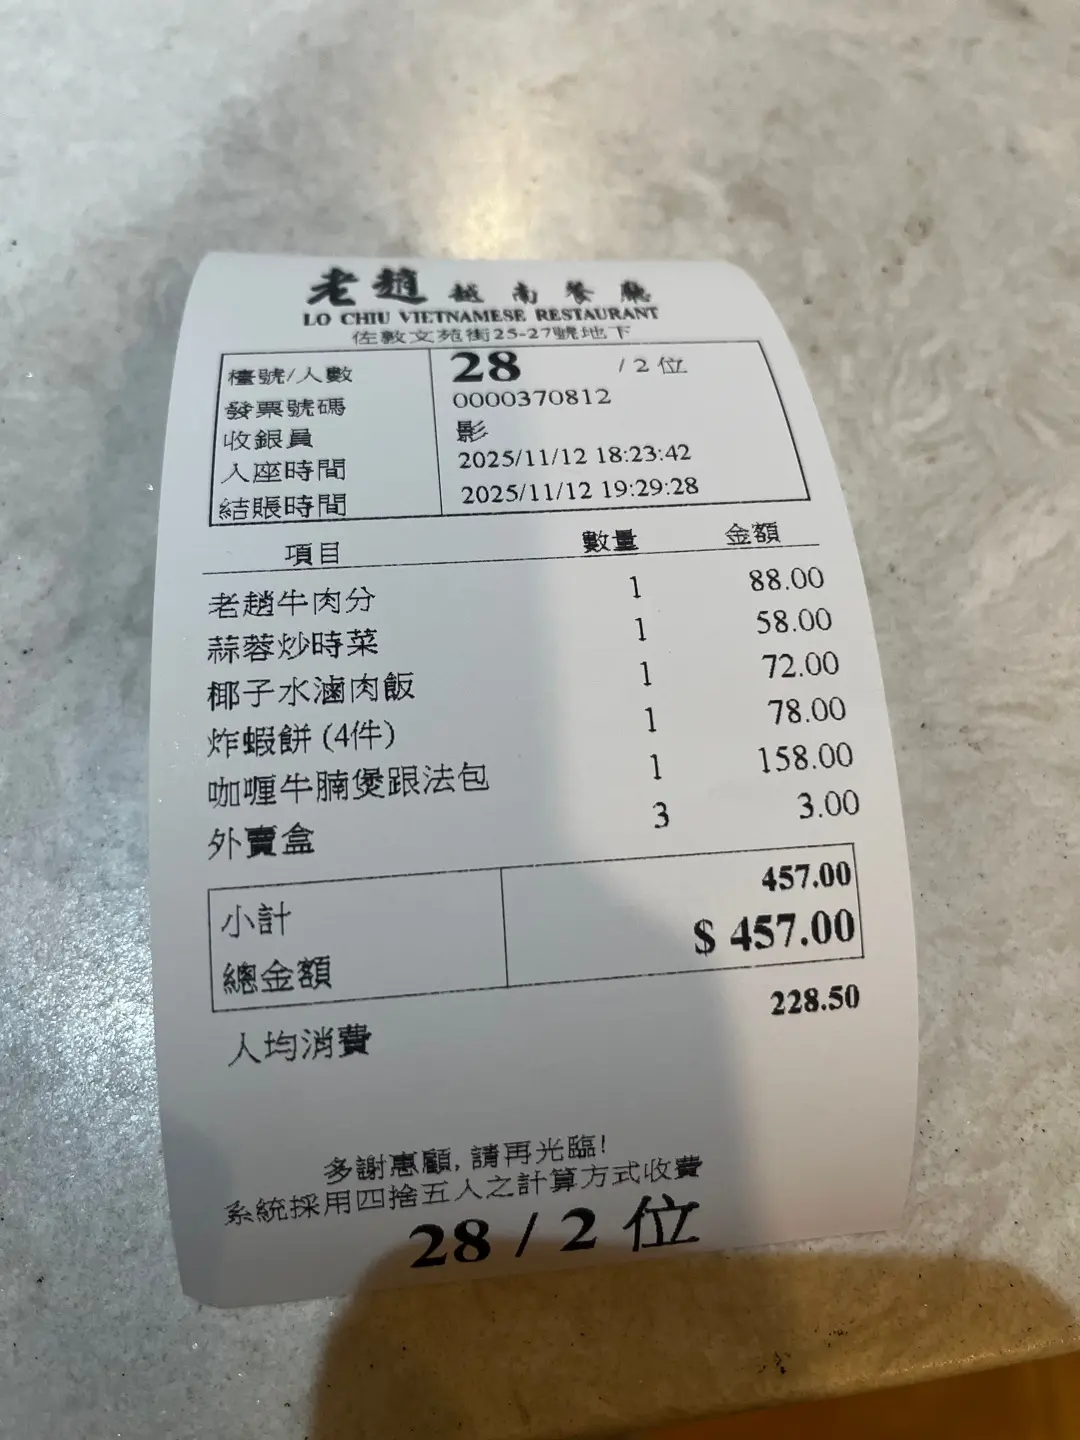 老趙 越南餐廳
LO CHIU VIETNAMESE RESTAURANT
佐敦文苑街25-27號地下
檯號/人數 28 / 2 位
發票號碼 0000370812
收銀員 影
入座時間 2025/11/12 18:23:42
結賬時間 2025/11/12 19:29:28
項目 數量 金額
老趙牛肉分 1 88.00
蒜蓉炒時菜 1 58.00
椰子水滷肉飯 1 72.00
炸蝦餅 (4件) 1 78.00
咖喱牛腩煲跟法包 1 158.00
外賣盒 3 3.00
小計 457.00
總金額 $ 457.00
人均消費 228.50
多謝惠顧, 請再光臨!
系統採用四捨五入之計算方式收費
28 / 2 位